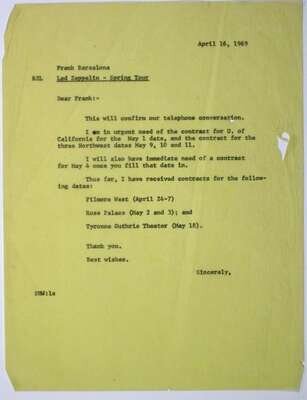 April 16, 1969
Frank Barsalona
RE: Led Zeppelin - Spring Tour
Dear Frank:-
This will confirm our telephone conversation.
I am in urgent need of the contract for U. of
California for the May 1 date, and the contract for the
three Northwest dates May 9, 10 and 11.
I will also have immediate need of a contract
for May 4 once you fill that date in.
Thus far, I have received contracts for the follow-
ing dates:
Filmore West (April 24-7)
Rose Palace (May 2 and 3); and
Tyronne Guthrie Theater (May 18).
Thank you.
Best wishes.
Sincerely,